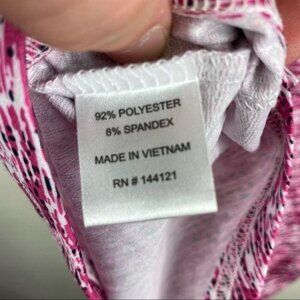 92% POLYESTER
8% SPANDEX
MADE IN VIETNAM
RN # 144121